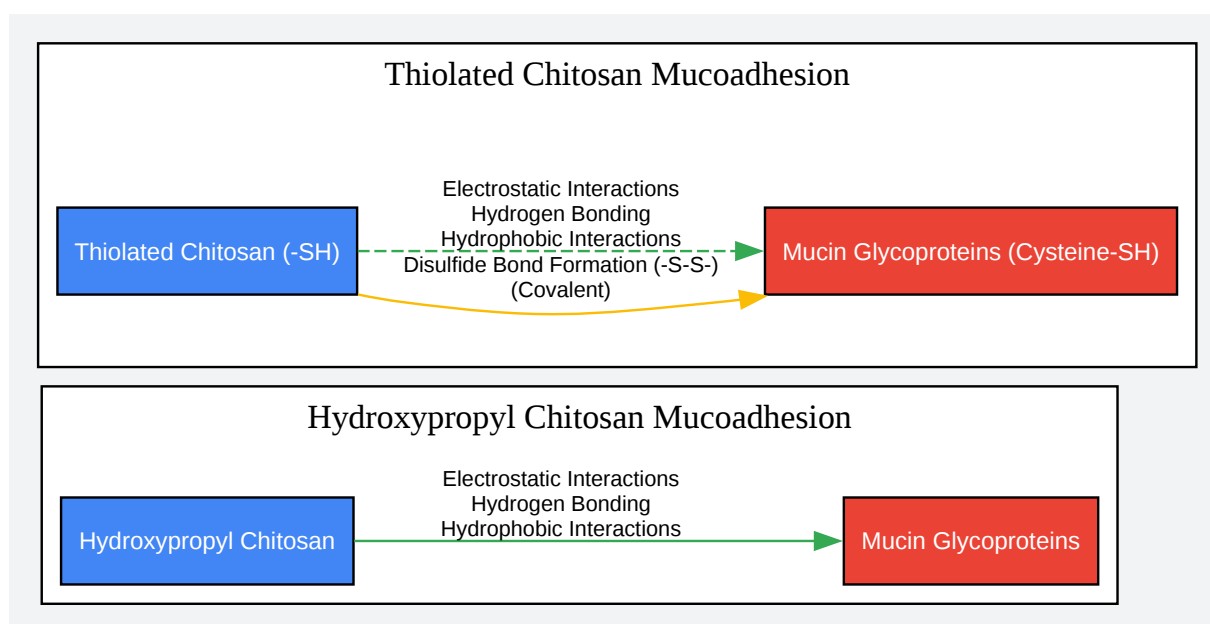 Thiolated Chitosan Mucoadhesion
Electrostatic Interactions
Hydrogen Bonding
Hydrophobic Interactions
Thiolated Chitosan (-SH)
Mucin Glycoproteins (Cysteine-SH)
Disulfide Bond Formation (-S-S-)
(Covalent)
Hydroxypropyl Chitosan Mucoadhesion
Electrostatic Interactions
Hydrogen Bonding
Hydrophobic Interactions
Hydroxypropyl Chitosan
Mucin Glycoproteins